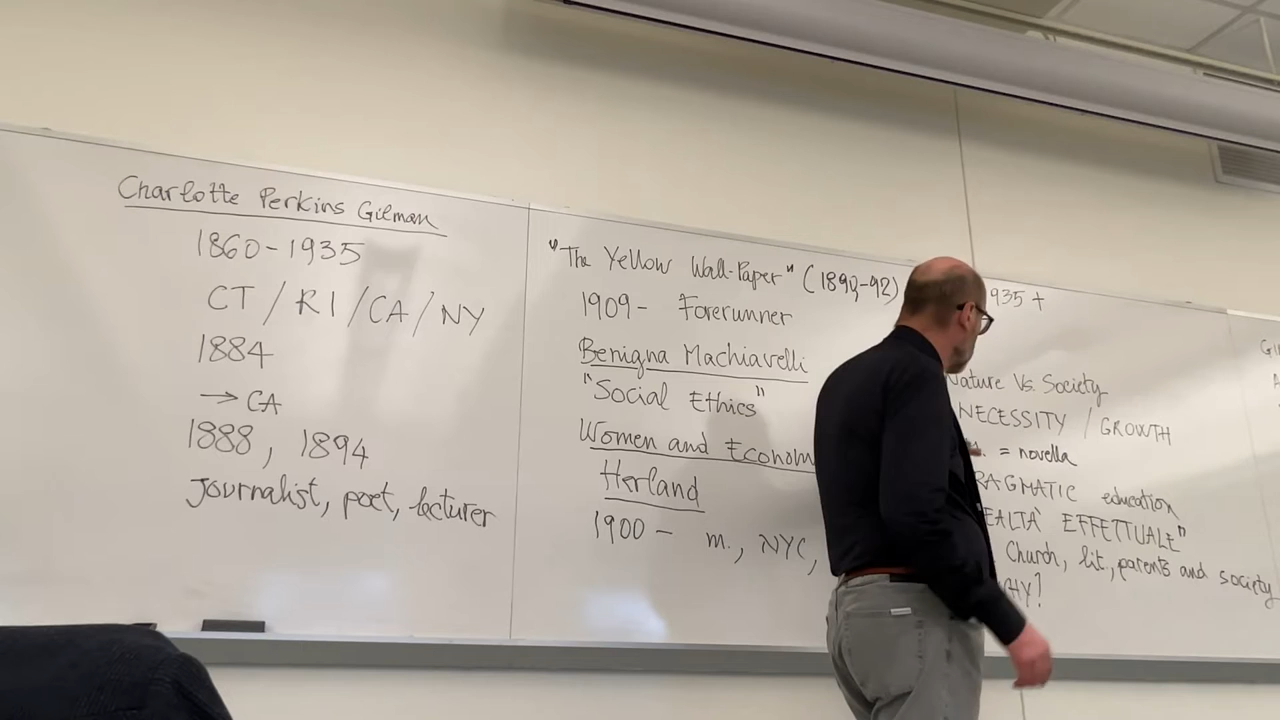 Charlotte Perkins Gilman
1860-1935
CT / RI / CA / NY
1884
→ CA
1888, 1894
Journalist, poet, lecturer
"The Yellow Wall-Paper" (1890-92)
1909- Forerunner
Benigna Machiavelli
"Social Ethics"
Women and Econom
Herland
1900 - m., NYC,
935 +
Nature Vs. Society
NECESSITY / GROWTH
= novella
RAGMATIC education
EALTÀ EFFETTUALE"
Church, lit., parents and society
HY?